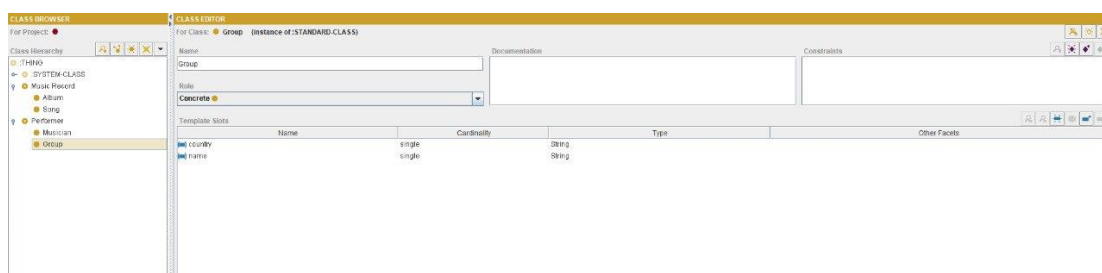 CLASS BROWSER
For Project:
Class Hierarchy
:THING
:SYSTEM-CLASS
Music Record
Album
Song
Performer
Musician
Group
CLASS EDITOR
For Class: Group (instance of :STANDARD-CLASS)
Name Documentation Constraints
Group
Role
Concrete
Template Slots
Name Cardinality Type Other Facets
country single String
name single String